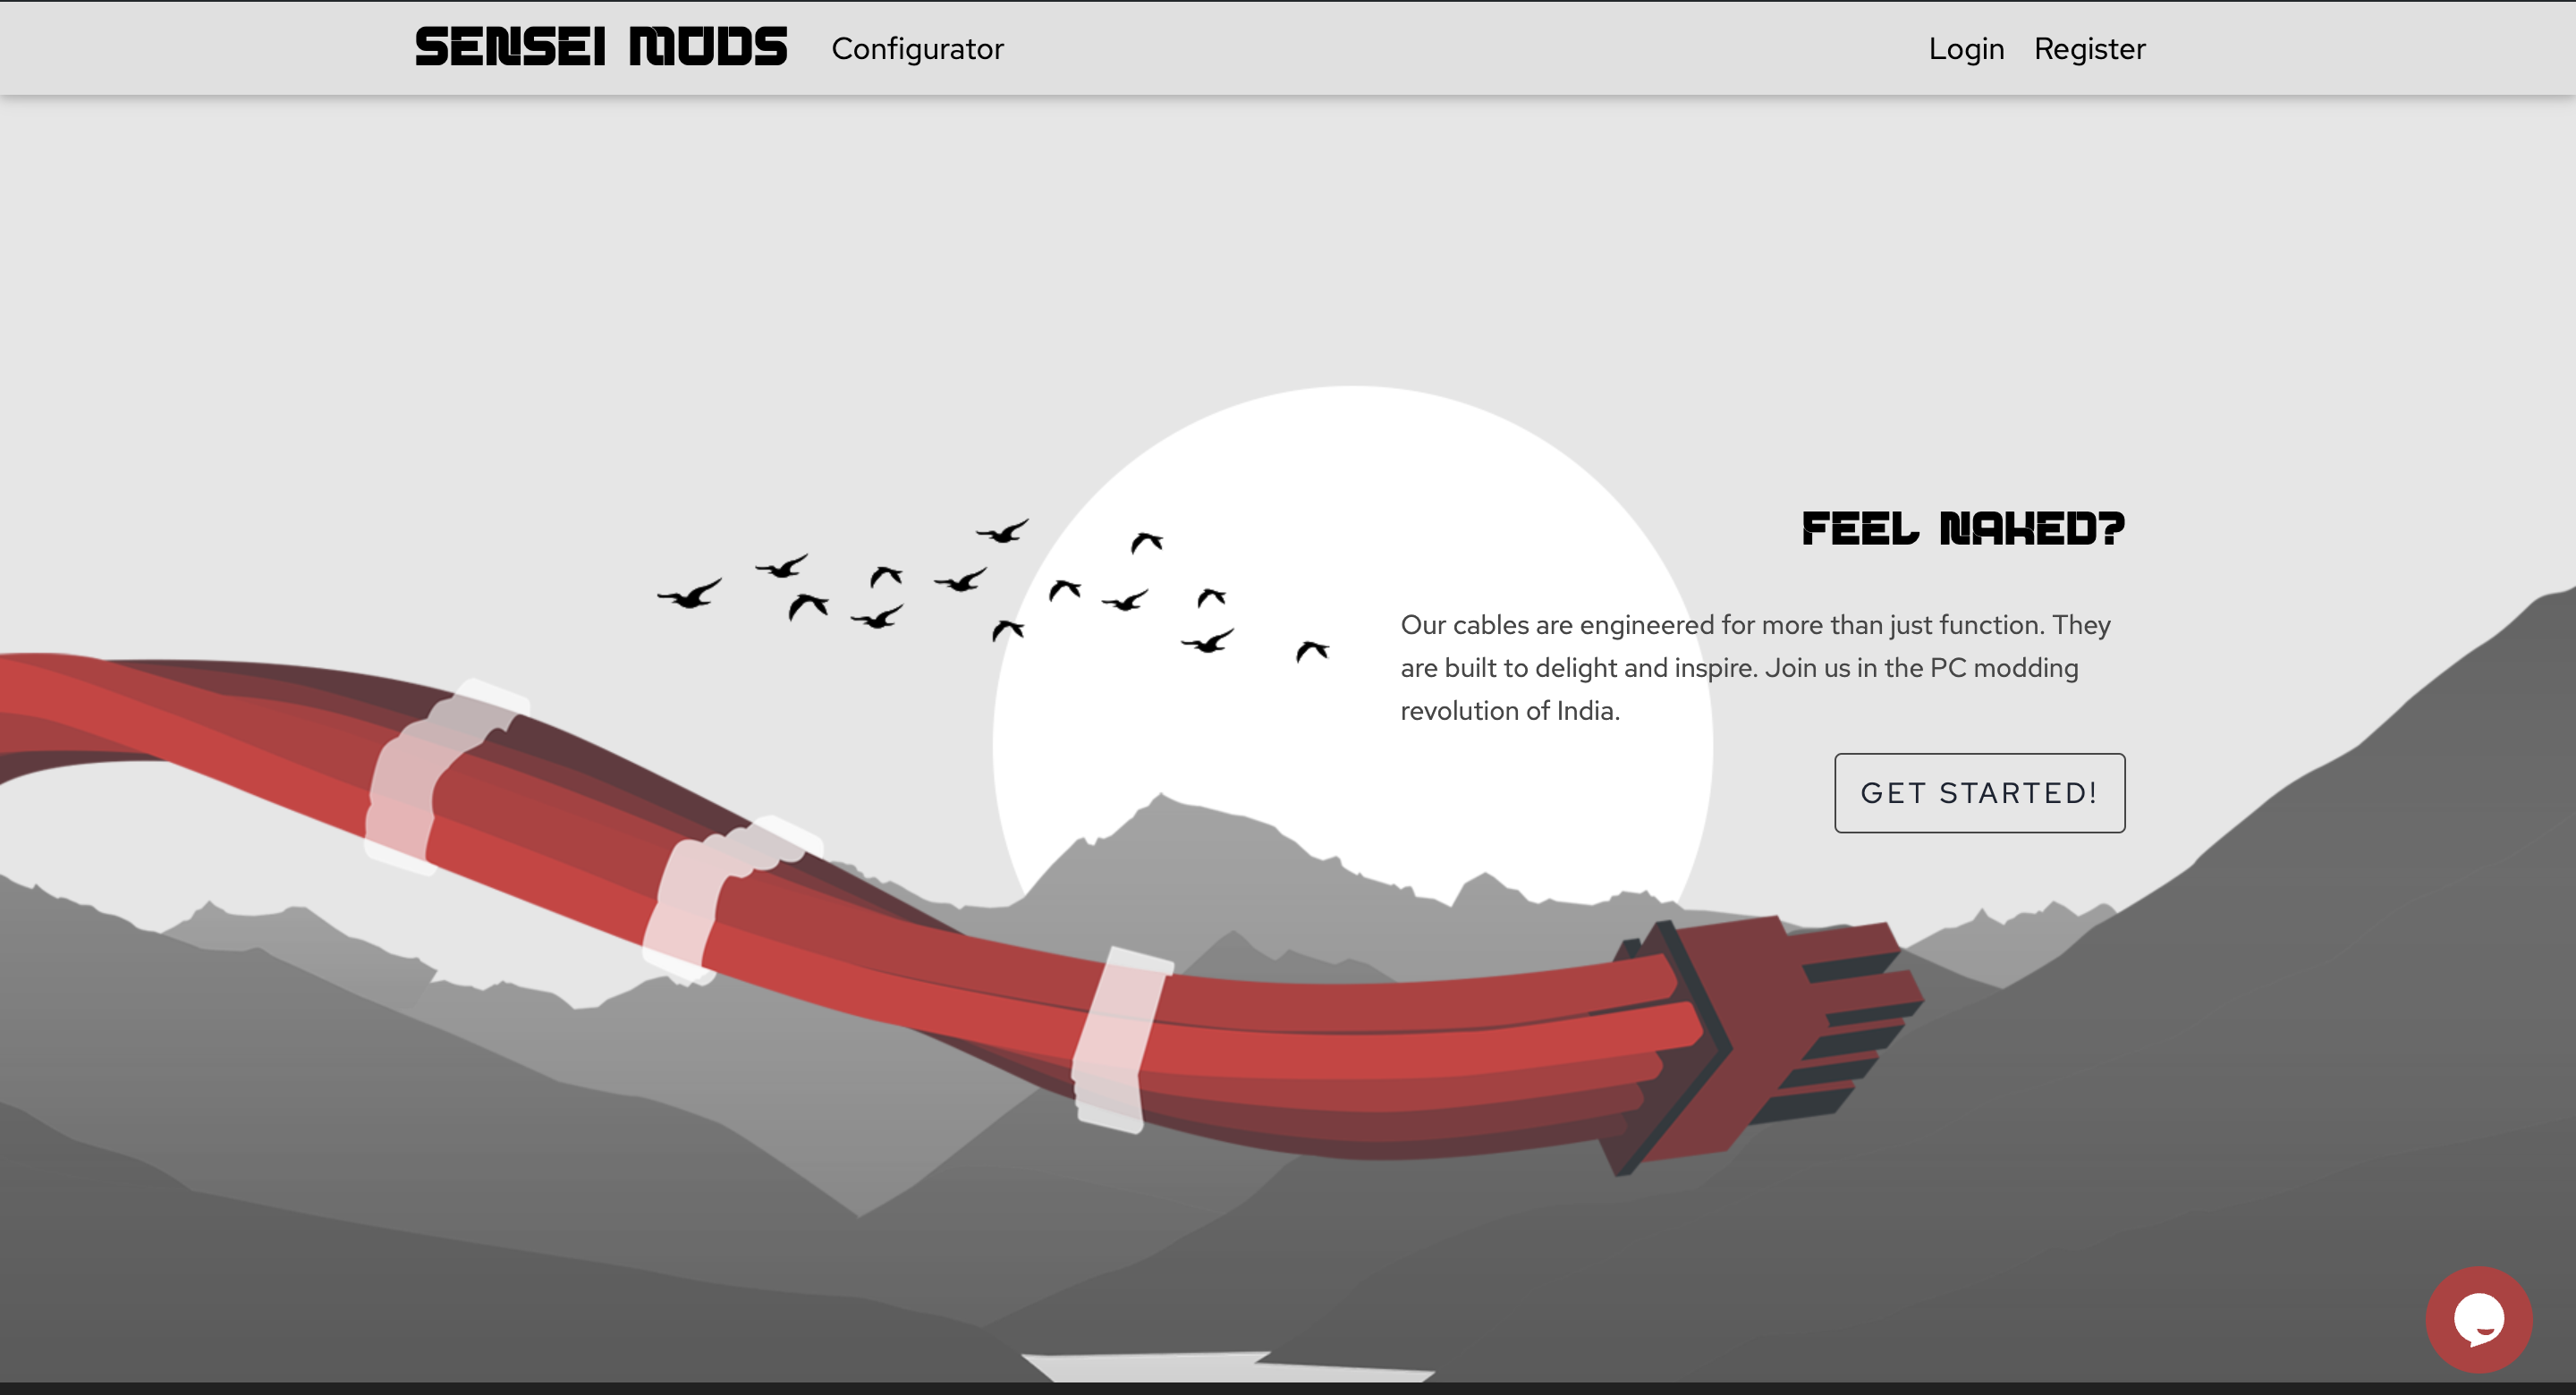 SENSEI MODS Configurator Login Register
FEEL NAKED?
Our cables are engineered for more than just function. They
are built to delight and inspire. Join us in the PC modding
revolution of India.
GET STARTED!